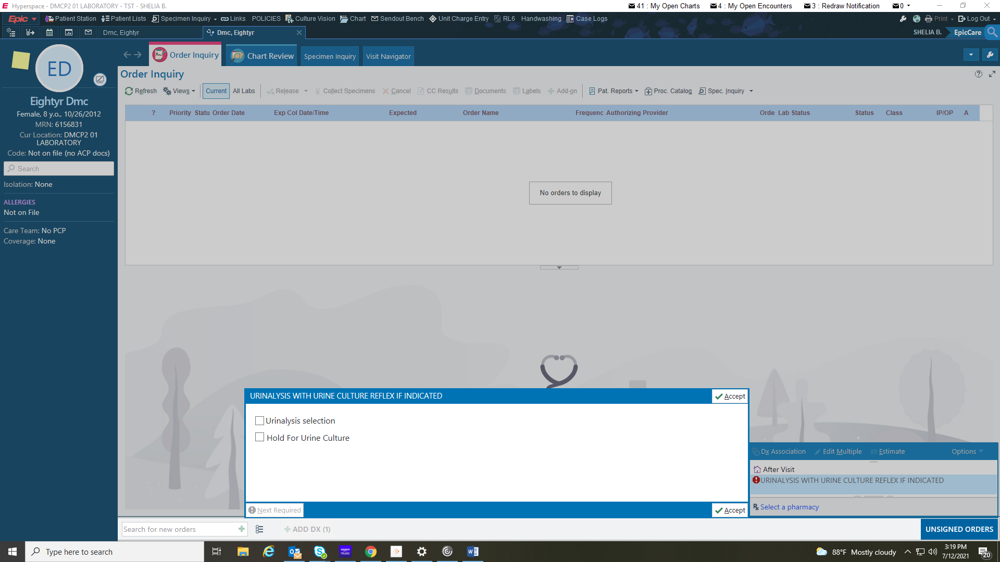 Hyperspace - DMCP2 01 LABORATORY - TST - SHELIA B.
41 : My Open Charts
4 : My Open Encounters
3 : Redraw Notification
0
Epic
Patient Station
Patient Lists
Specimen Inquiry
Links
POLICIES
Culture Vision
Chart
Sendout Bench
Unit Charge Entry
RL6
Handwashing
Case Logs
Print
Log Out
Dmc, Eightyr
Dmc, Eightyr
SHELIA B.
EpicCare
ED
Eightyr Dmc
Female, 8 y.o., 10/26/2012
MRN: 6156831
Cur Location: DMCP2 01
LABORATORY
Code: Not on file (no ACP docs)
Search
Isolation: None
ALLERGIES
Not on File
Care Team: No PCP
Coverage: None
Order Inquiry
Chart Review
Specimen Inquiry
Visit Navigator
Order Inquiry
Refresh
Views
Current
All Labs
Release
Collect Specimens
Cancel
CC Results
Documents
Labels
Add-on
Pat. Reports
Proc. Catalog
Spec. Inquiry
?
Priority
Statu
Order Date
Exp Col Date/Time
Expected
Order Name
Frequenc
Authorizing Provider
Orde
Lab Status
Status
Class
IP/OP
A
No orders to display
URINALYSIS WITH URINE CULTURE REFLEX IF INDICATED
Accept
Urinalysis selection
Hold For Urine Culture
Next Required
Accept
Dx Association
Edit Multiple
Estimate
Options
After Visit
URINALYSIS WITH URINE CULTURE REFLEX IF INDICATED
Select a pharmacy
Search for new orders
ADD DX (1)
UNSIGNED ORDERS
Type here to search
amazon music
88°F Mostly cloudy
3:19 PM
7/12/2021
20